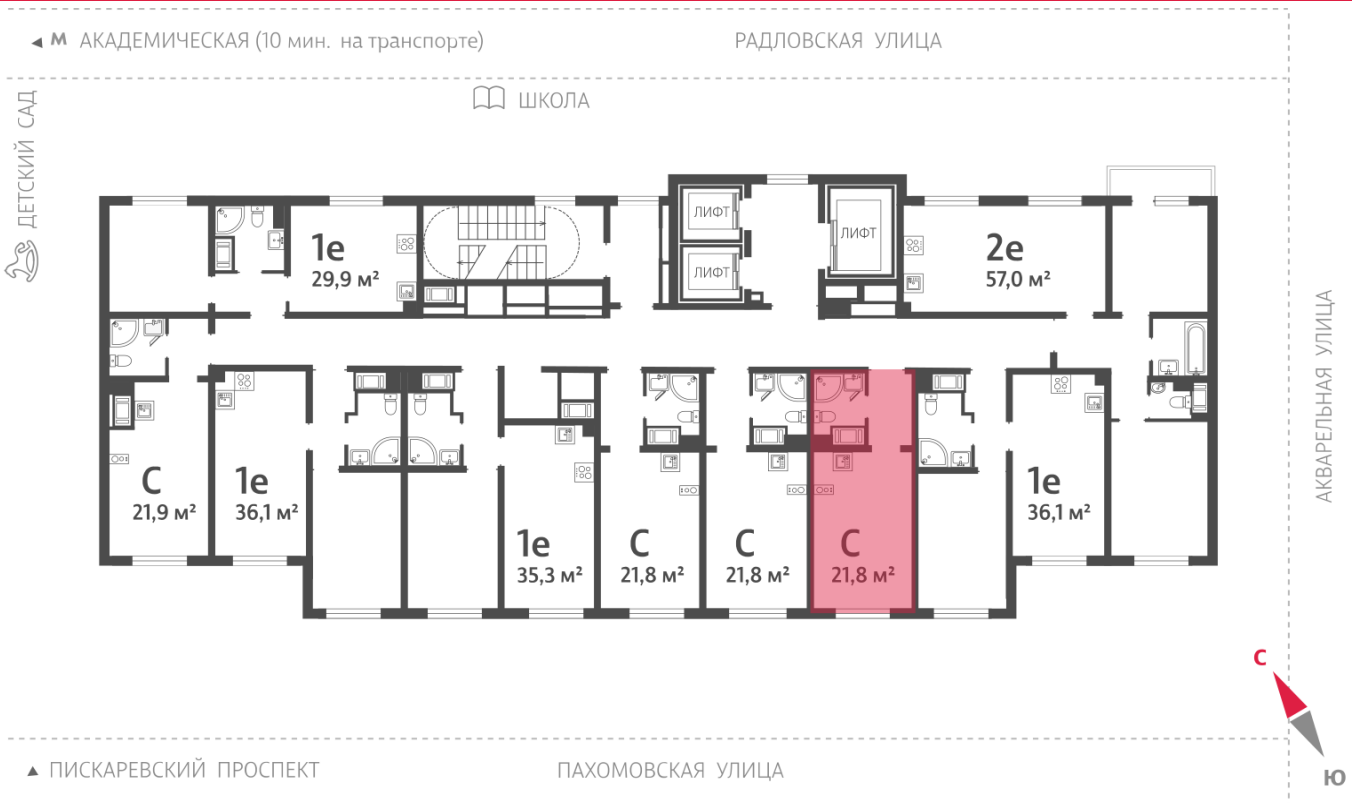 М АКАДЕМИЧЕСКАЯ (10 мин. на транспорте)
РАДЛОВСКАЯ УЛИЦА
ШКОЛА
ДЕТСКИЙ САД
ЛИФТ
ЛИФТ
ЛИФТ
1е
29,9 м²
2е
57,0 м²
АКВАРЕЛЬНАЯ УЛИЦА
С
21,9 м²
1е
36,1 м²
1е
35,3 м²
С
21,8 м²
С
21,8 м²
С
21,8 м²
1е
36,1 м²
С
Ю
ПИСКАРЕВСКИЙ ПРОСПЕКТ
ПАХОМОВСКАЯ УЛИЦА